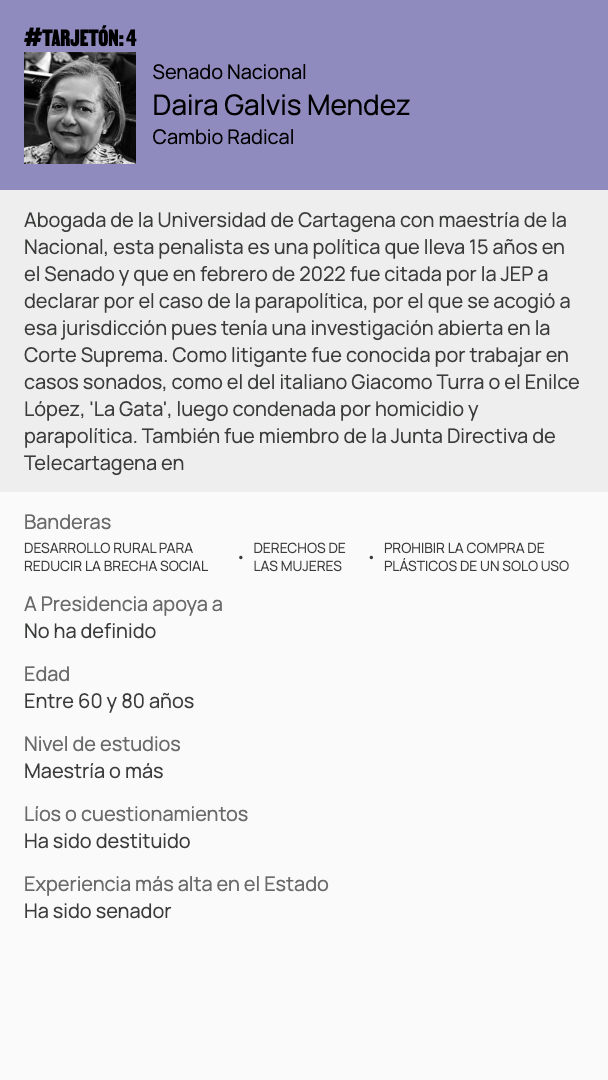 #TARJETÓN: 4
Senado Nacional
Daira Galvis Mendez
Cambio Radical
Abogada de la Universidad de Cartagena con maestría de la
Nacional, esta penalista es una política que lleva 15 años en
el Senado y que en febrero de 2022 fue citada por la JEP a
declarar por el caso de la parapolítica, por el que se acogió a
esa jurisdicción pues tenía una investigación abierta en la
Corte Suprema. Como litigante fue conocida por trabajar en
casos sonados, como el del italiano Giacomo Turra o el Enilce
López, 'La Gata', luego condenada por homicidio y
parapolítica. También fue miembro de la Junta Directiva de
Telecartagena en
Banderas
DESARROLLO RURAL PARA
REDUCIR LA BRECHA SOCIAL
• DERECHOS DE
LAS MUJERES
• PROHIBIR LA COMPRA DE
PLÁSTICOS DE UN SOLO USO
A Presidencia apoya a
No ha definido
Edad
Entre 60 y 80 años
Nivel de estudios
Maestría o más
Líos o cuestionamientos
Ha sido destituido
Experiencia más alta en el Estado
Ha sido senador